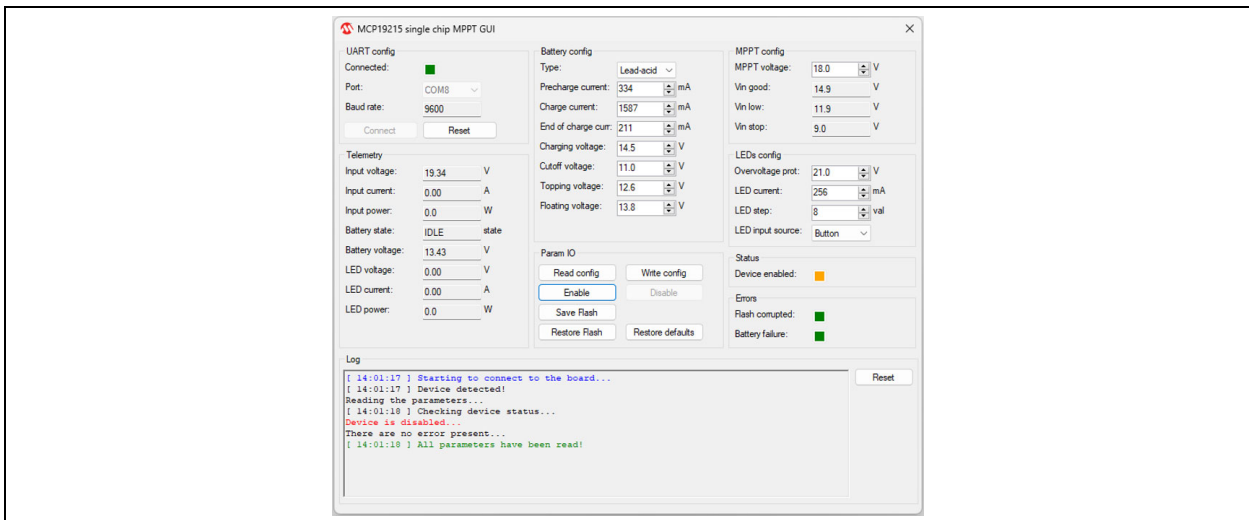 MCP19215 single chip MPPT GUI
UART config
Connected:
Port: COM8
Baud rate: 9600
Connect Reset
Telemetry
Input voltage: 19.34 V
Input current: 0.00 A
Input power: 0.0 W
Battery state: IDLE state
Battery voltage: 13.43 V
LED voltage: 0.00 V
LED current: 0.00 A
LED power: 0.0 W
Battery config
Type: Lead-acid
Precharge current: 334 mA
Charge current: 1587 mA
End of charge curr: 211 mA
Charging voltage: 14.5 V
Cutoff voltage: 11.0 V
Topping voltage: 12.6 V
Floating voltage: 13.8 V
Param IO
Read config Write config
Enable Disable
Save Flash
Restore Flash Restore defaults
MPPT config
MPPT voltage: 18.0 V
Vin good: 14.9 V
Vin low: 11.9 V
Vin stop: 9.0 V
LEDs config
Overvoltage prot: 21.0 V
LED current: 256 mA
LED step: 8 val
LED input source: Button
Status
Device enabled:
Errors
Flash corrupted:
Battery failure:
Log
[ 14:01:17 ] Starting to connect to the board...
[ 14:01:17 ] Device detected!
Reading the parameters...
[ 14:01:18 ] Checking device status...
Device is disabled...
There are no error present...
[ 14:01:18 ] All parameters have been read!
Reset